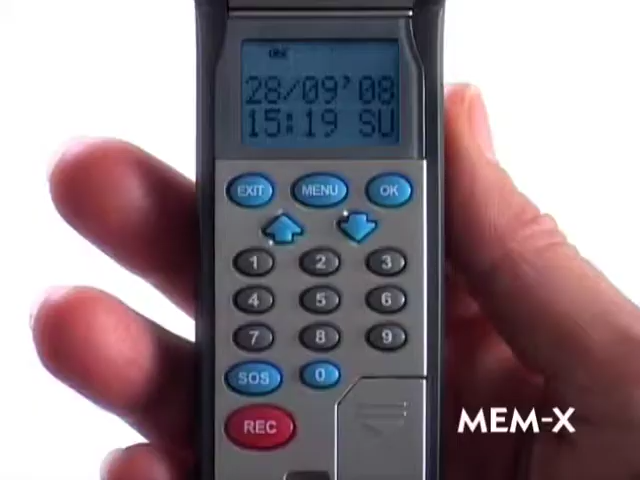 28/09'08
15:19 SU
EXIT MENU OK
1 2 3
4 5 6
7 8 9
SOS 0
REC
MEM-X